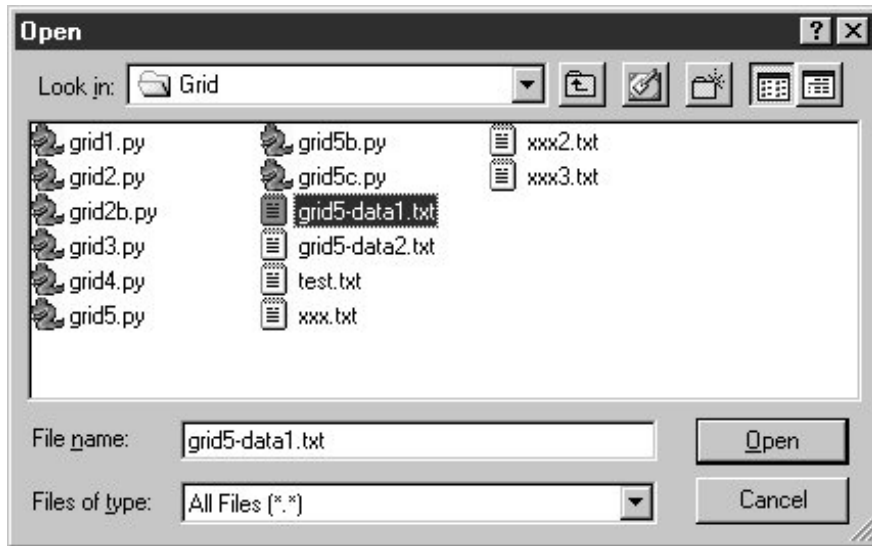 Open
Look in: Grid
grid1.py
grid2.py
grid2b.py
grid3.py
grid4.py
grid5.py
grid5b.py
grid5c.py
grid5-data1.txt
grid5-data2.txt
test.txt
xxx.txt
xxx2.txt
xxx3.txt
File name: grid5-data1.txt Open
Files of type: All Files (*.*) Cancel